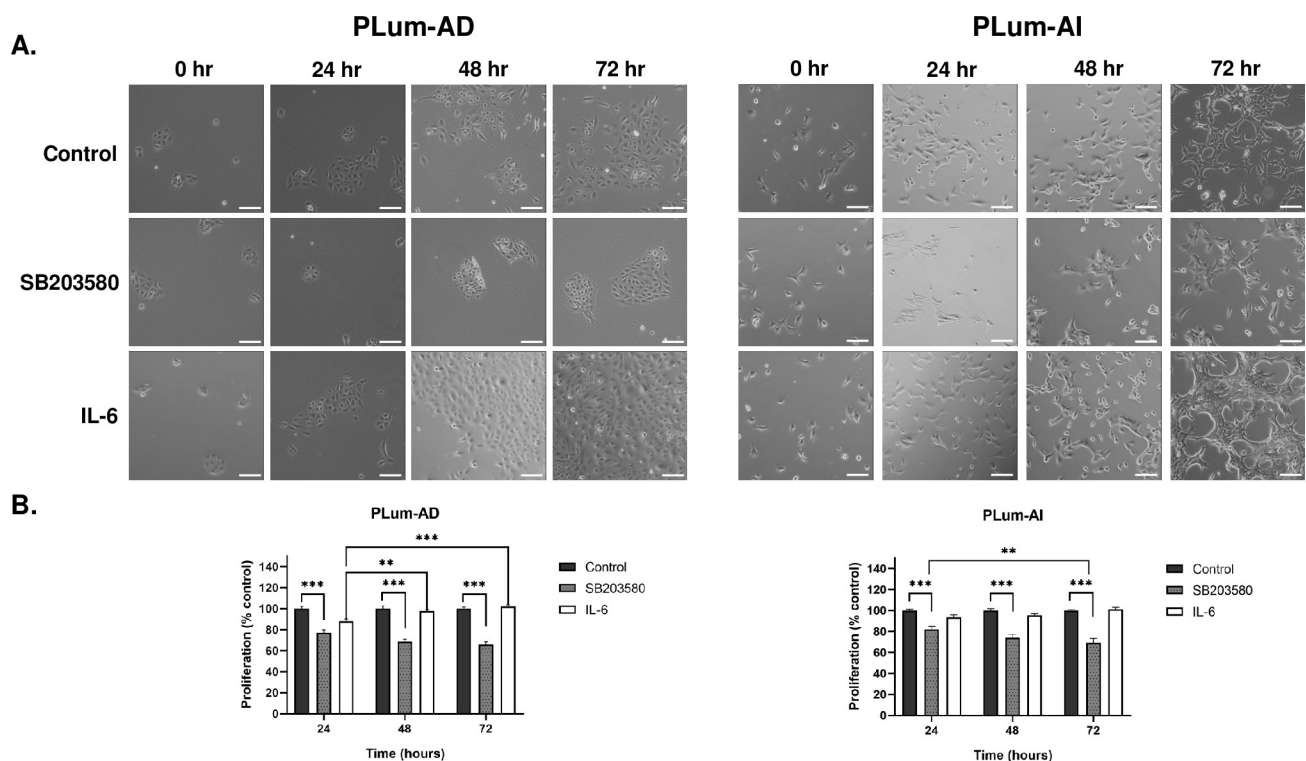 PLum-AD
PLum-AI
A.
0 hr 24 hr 48 hr 72 hr
0 hr 24 hr 48 hr 72 hr
Control
SB203580
IL-6
B.
PLum-AD
***
**
*** *** ***
Proliferation (% control)
140
120
100
80
60
40
20
0
24 48 72
Time (hours)
Control
SB203580
IL-6
PLum-AI
**
*** *** ***
Proliferation (% control)
140
120
100
80
60
40
20
0
24 48 72
Time (hours)
Control
SB203580
IL-6